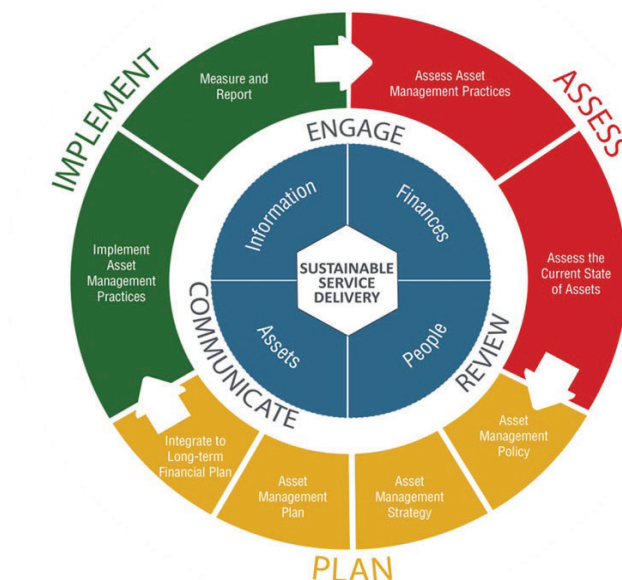 IMPLEMENT
Measure and
Report
Assess Asset
Management Practices
ASSESS
ENGAGE
Information
Finances
Implement
Asset
Management
Practices
SUSTAINABLE
SERVICE
DELIVERY
Assess the
Current State
of Assets
COMMUNICATE
Assets
People
REVIEW
Integrate to
Long-term
Financial Plan
Asset
Management
Plan
Asset
Management
Strategy
Asset
Management
Policy
PLAN